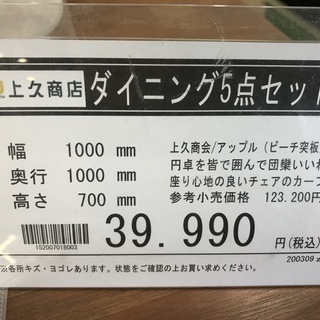 上久商店 ダイニング5点セット
幅 1000 mm
奥行 1000 mm
高さ 700 mm
上久商会/アップル (ビーチ突板
円卓を皆で囲んで団欒いい
座り心地の良いチェアのカーブ
参考小売価格 123.200円
152007018003
39.990 円(税込)
200309
※各所キズ・ヨゴレあります。状態をご確認の上お買い求めください。